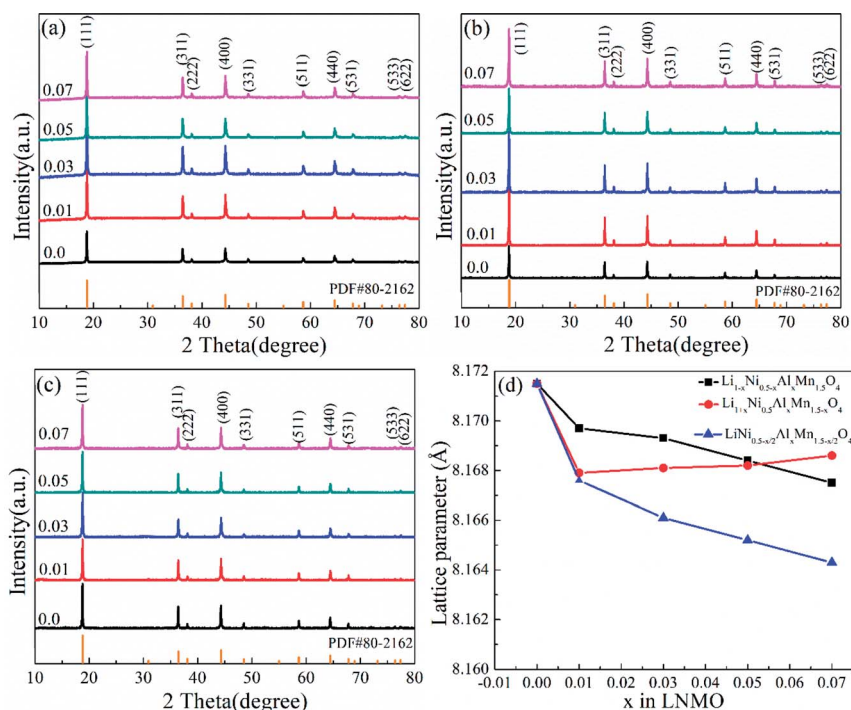 (a)
(111)
(311)
(222)
(400)
(331)
(511)
(440)
(531)
(533)
(622)
0.07
0.05
0.03
0.01
0.0
PDF#80-2162
Intensity(a.u.)
10 20 30 40 50 60 70 80
2 Theta(degree)
(b)
(111)
(311)
(222)
(400)
(331)
(511)
(440)
(531)
(533)
(622)
0.07
0.05
0.03
0.01
0.0
PDF#80-2162
Intensity(a.u.)
10 20 30 40 50 60 70 80
2 Theta(degree)
(c)
(111)
(311)
(222)
(400)
(331)
(511)
(440)
(531)
(533)
(622)
0.07
0.05
0.03
0.01
0.0
PDF#80-2162
Intensity(a.u.)
10 20 30 40 50 60 70 80
2 Theta(degree)
(d)
Li1-xNi0.5-xAlxMn1.5O4
Li1+xNi0.5AlxMn1.5-xO4
LiNi0.5-x/2AlxMn1.5-x/2O4
8.172
8.170
8.168
8.166
8.164
8.162
8.160
Lattice parameter (Å)
-0.01 0.00 0.01 0.02 0.03 0.04 0.05 0.06 0.07
x in LNMO